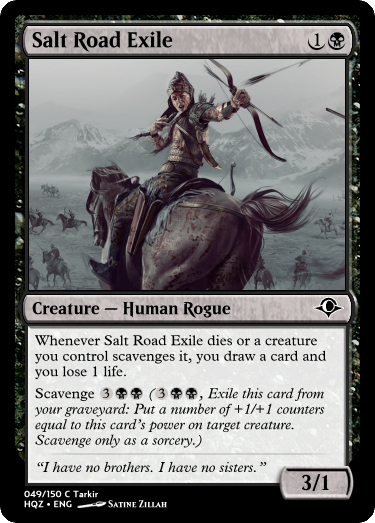 Salt Road Exile 1
Creature — Human Rogue
Whenever Salt Road Exile dies or a creature
you control scavenges it, you draw a card and
you lose 1 life.
Scavenge 3 (3, Exile this card from
your graveyard: Put a number of +1/+1 counters
equal to this card's power on target creature.
Scavenge only as a sorcery.)
"I have no brothers. I have no sisters."
3/1
049/150 C Tarkir
HQZ • ENG Satine Zillah